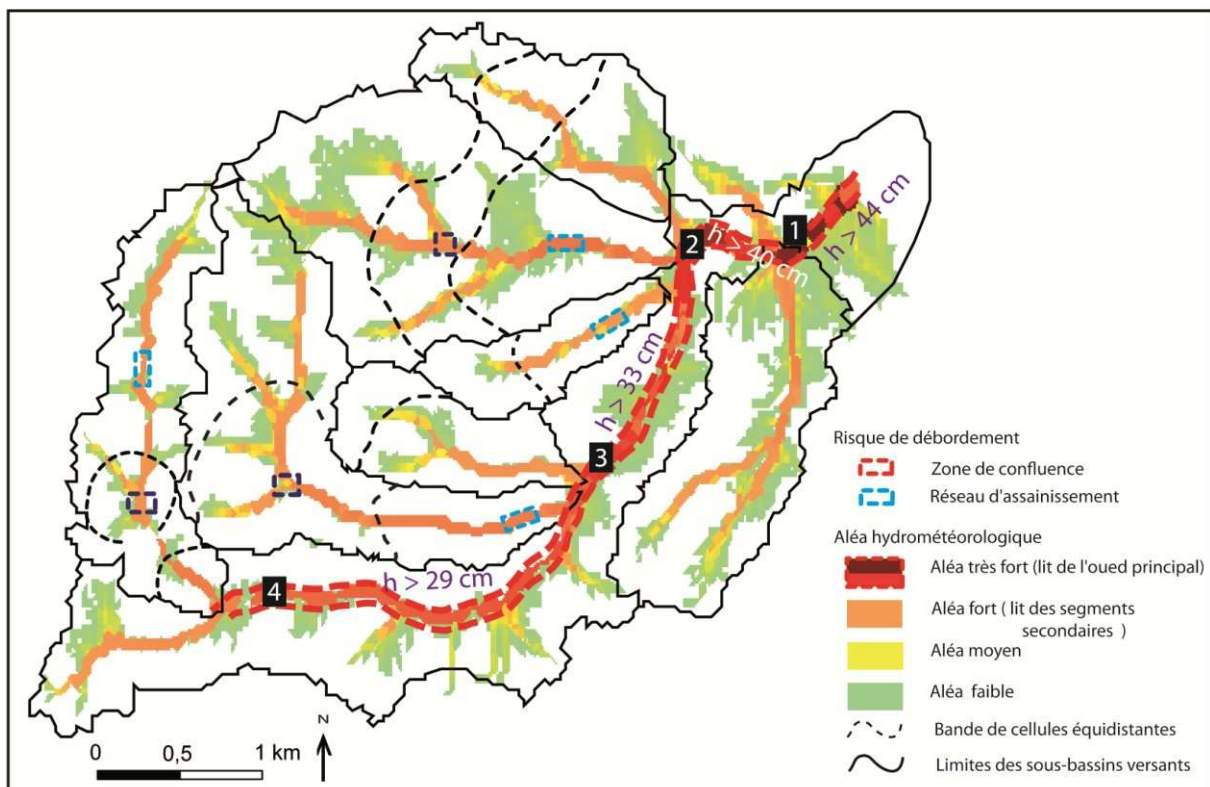 1
h > 44 cm
2
h > 40 cm
h > 33 cm
3
h > 29 cm
4
Risque de débordement
Zone de confluence
Réseau d'assainissement
Aléa hydrométéorologique
Aléa très fort (lit de l'oued principal)
Aléa fort ( lit des segments
secondaires )
Aléa moyen
Aléa faible
Bande de cellules équidistantes
Limites des sous-bassins versants
0 0,5 1 km
N